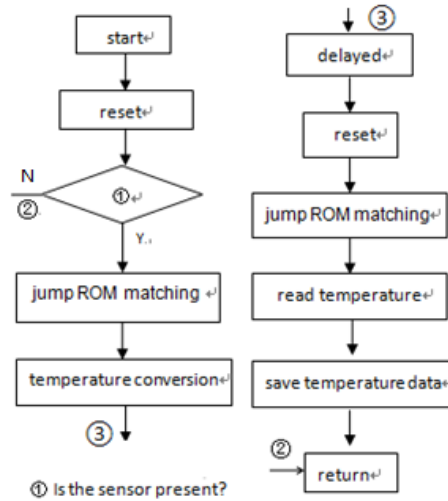 start↵
reset↵
N
②
①↵
Y
jump ROM matching ↵
temperature conversion↵
③
① Is the sensor present?
③
delayed↵
reset↵
jump ROM matching↵
read temperature↵
save temperature data↵
②
return↵